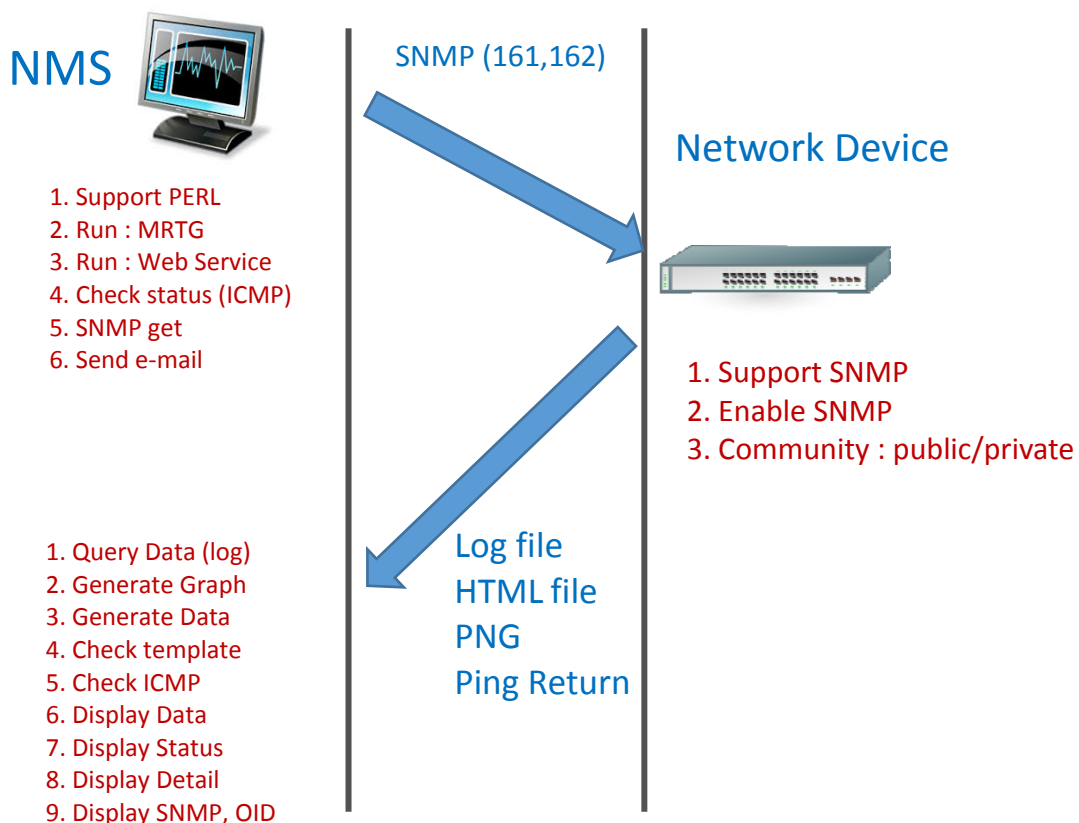 NMS
SNMP (161,162)
Network Device
1. Support PERL
2. Run : MRTG
3. Run : Web Service
4. Check status (ICMP)
5. SNMP get
6. Send e-mail
1. Support SNMP
2. Enable SNMP
3. Community : public/private
1. Query Data (log)
2. Generate Graph
3. Generate Data
4. Check template
5. Check ICMP
6. Display Data
7. Display Status
8. Display Detail
9. Display SNMP, OID
Log file
HTML file
PNG
Ping Return